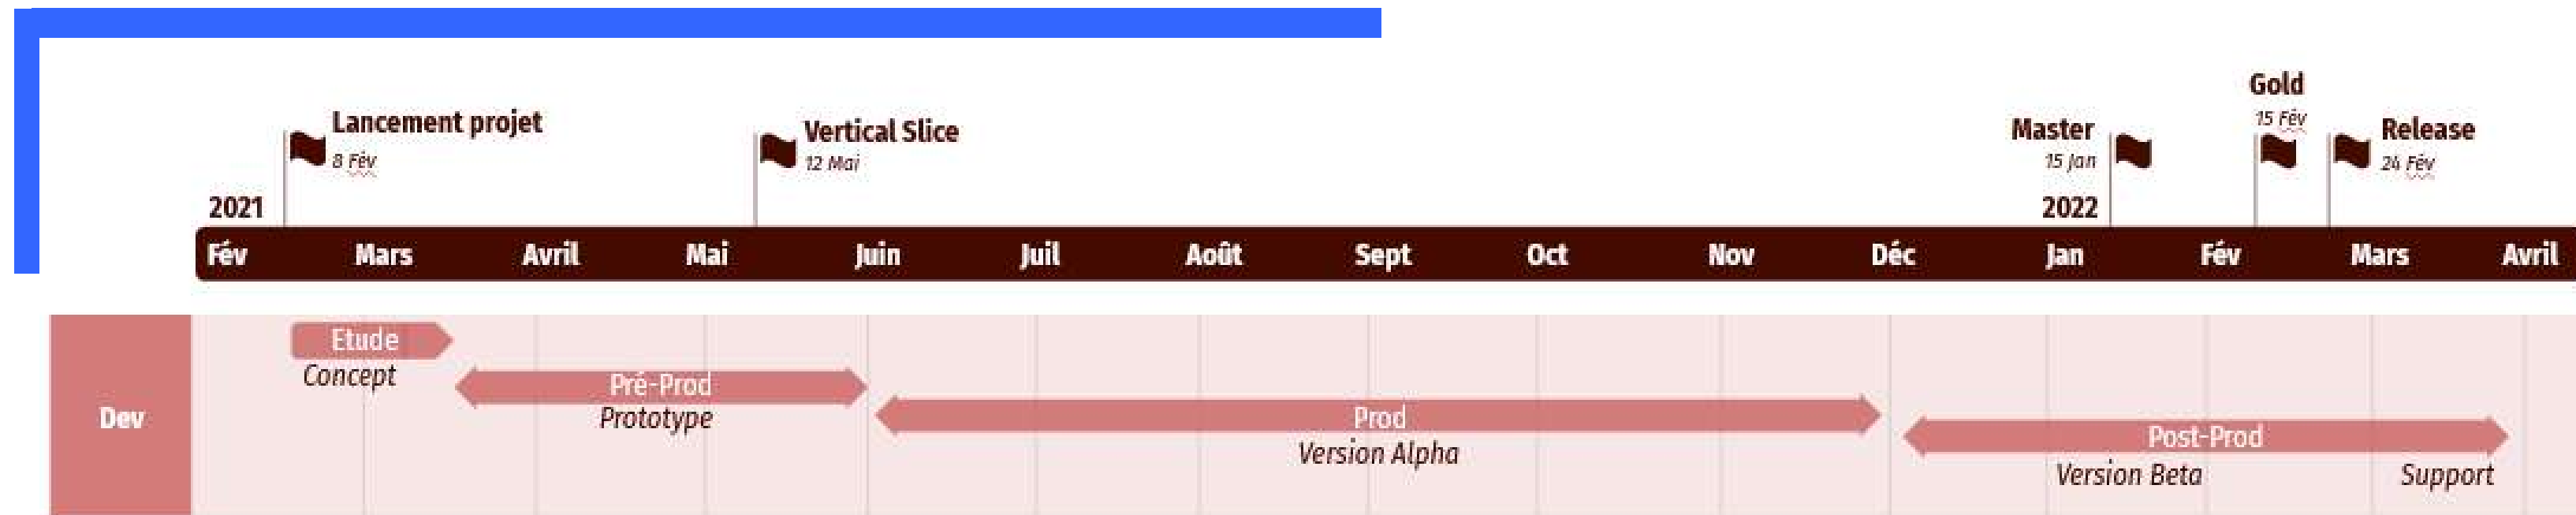 Gold
15 Fév
Lancement projet
8 Fév
Vertical Slice
12 Mai
Master
15 Jan
Release
24 Fév
2021
2022
Fév Mars Avril Mai Juin Juil Août Sept Oct Nov Déc Jan Fév Mars Avril
Etude
Concept
Pré-Prod
Prototype
Dev
Prod
Version Alpha
Post-Prod
Version Beta Support